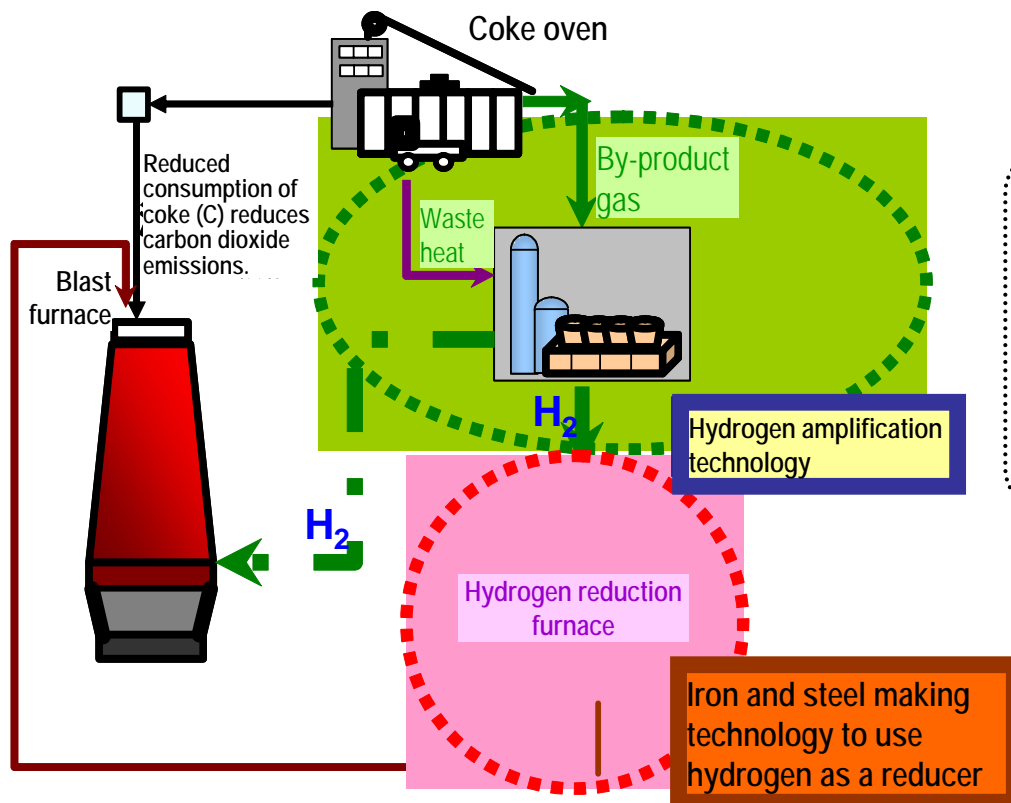 Coke oven
Reduced
consumption of
coke (C) reduces
carbon dioxide
emissions.
By-product
gas
Waste
heat
Blast
furnace
H₂
Hydrogen amplification
technology
H₂
Hydrogen reduction
furnace
Iron and steel making
technology to use
hydrogen as a reducer